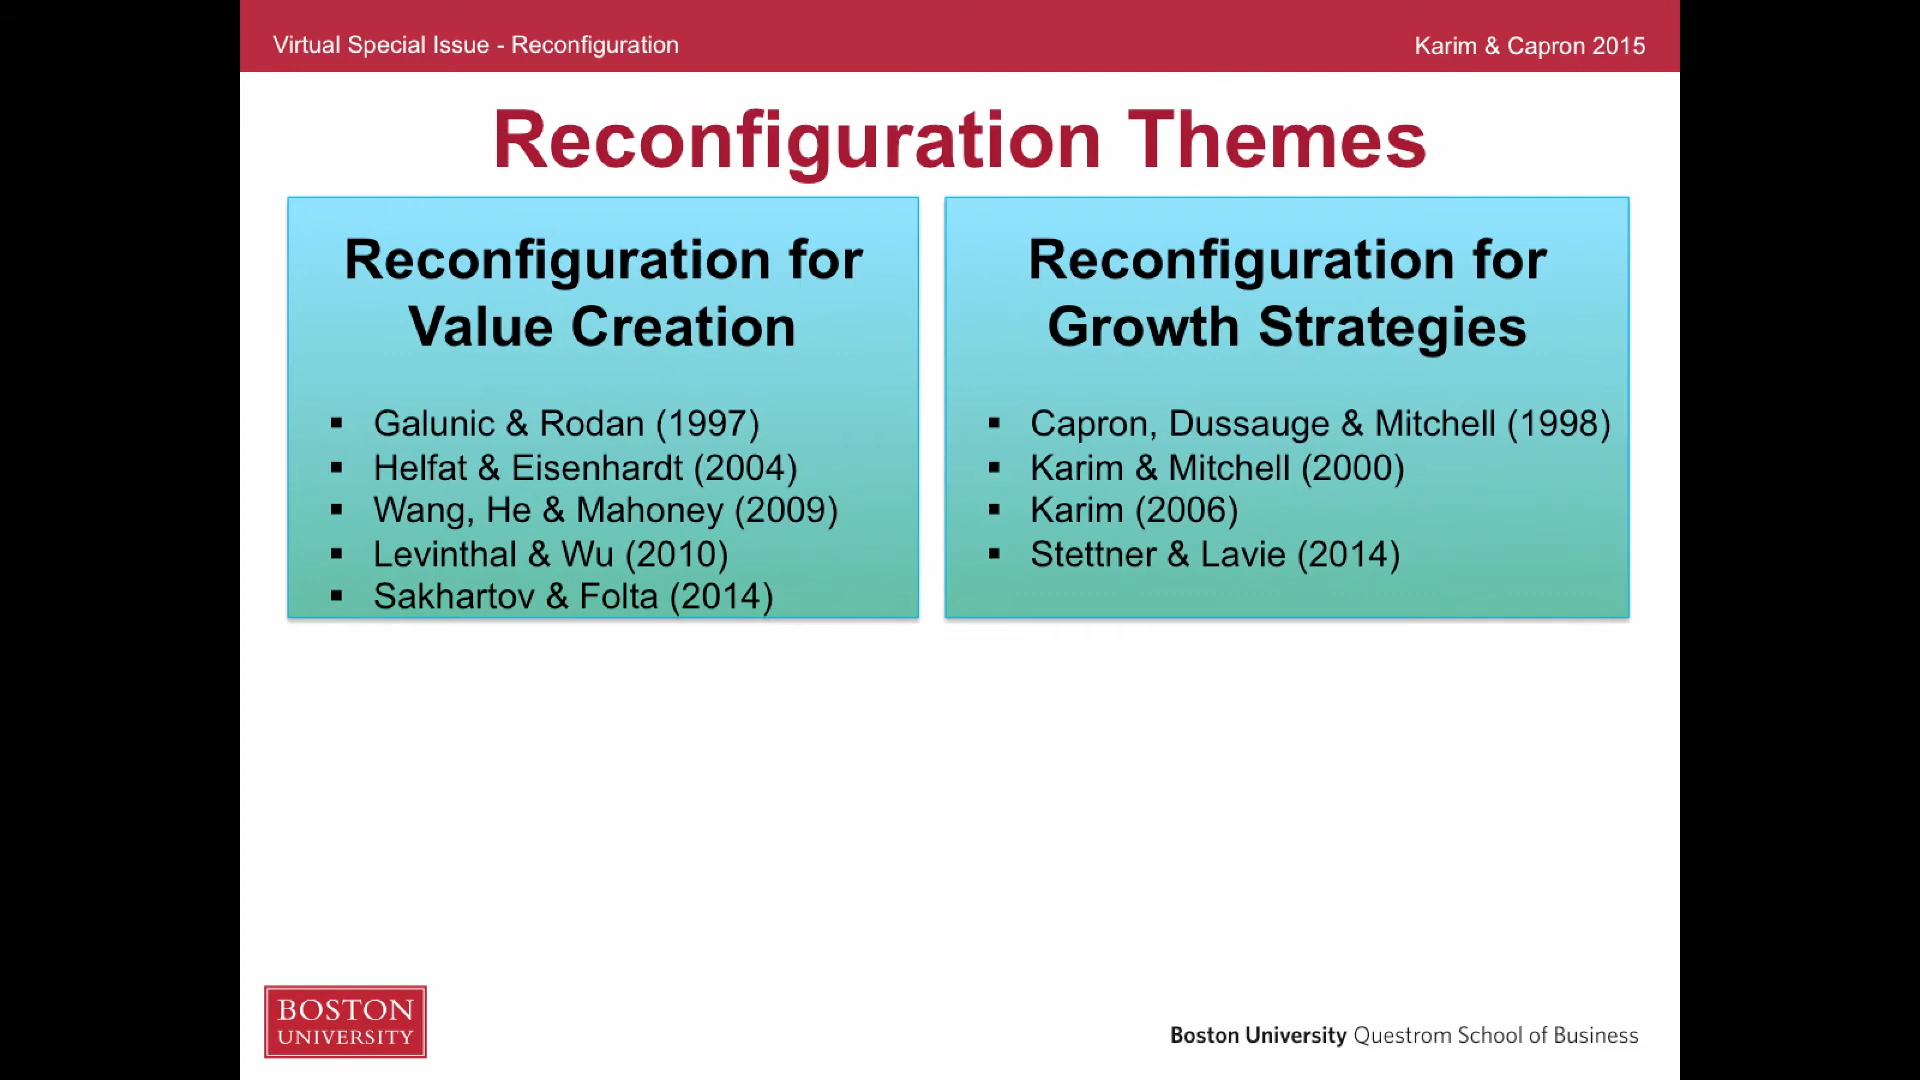 Virtual Special Issue - Reconfiguration
Karim & Capron 2015
Reconfiguration Themes
Reconfiguration for
Value Creation
▪ Galunic & Rodan (1997)
▪ Helfat & Eisenhardt (2004)
▪ Wang, He & Mahoney (2009)
▪ Levinthal & Wu (2010)
▪ Sakhartov & Folta (2014)
Reconfiguration for
Growth Strategies
▪ Capron, Dussauge & Mitchell (1998)
▪ Karim & Mitchell (2000)
▪ Karim (2006)
▪ Stettner & Lavie (2014)
BOSTON
UNIVERSITY
Boston University Questrom School of Business